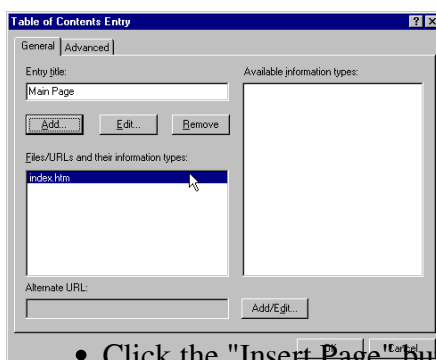 Table of Contents Entry
General Advanced
Entry title:
Main Page
Add... Edit... Remove
Files/URLs and their information types:
index.htm
Available information types:
Alternate URL:
Add/Edit...
Cancel
• Click the "Insert Page"